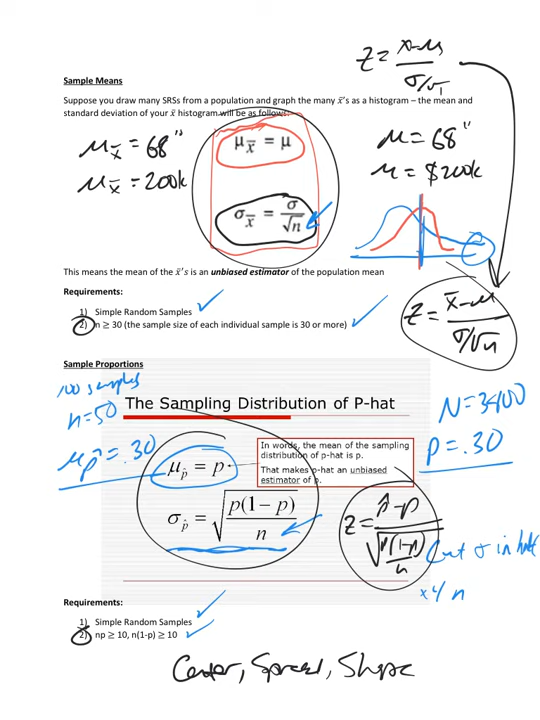 Z = x-μ / σ/√1
Sample Means
Suppose you draw many SRSs from a population and graph the many x̄'s as a histogram – the mean and
standard deviation of your x̄ histogram will be as follows:
μx̄ = 68"
μx̄ = 200k
μx̄ = μ
σx̄ = σ/√n
μ = 68"
μ = $200k
This means the mean of the x̄'s is an unbiased estimator of the population mean
Requirements:
1) Simple Random Samples
2) n ≥ 30 (the sample size of each individual sample is 30 or more)
Z = x̄-μ / σ/√n
Sample Proportions
100 samples
n=50
μp̂ = .30
The Sampling Distribution of P-hat
N=3400
P=.30
μp̂ = p
σp̂ = √(p(1 − p)/n)
In words, the mean of the sampling
distribution of p-hat is p.
That makes p-hat an unbiased
estimator of p.
Z = p̂-p / √(p(1-p)/n)
Cut σ in half
x4 n
Requirements:
1) Simple Random Samples
2) np ≥ 10, n(1-p) ≥ 10
Center, Spread, Shape